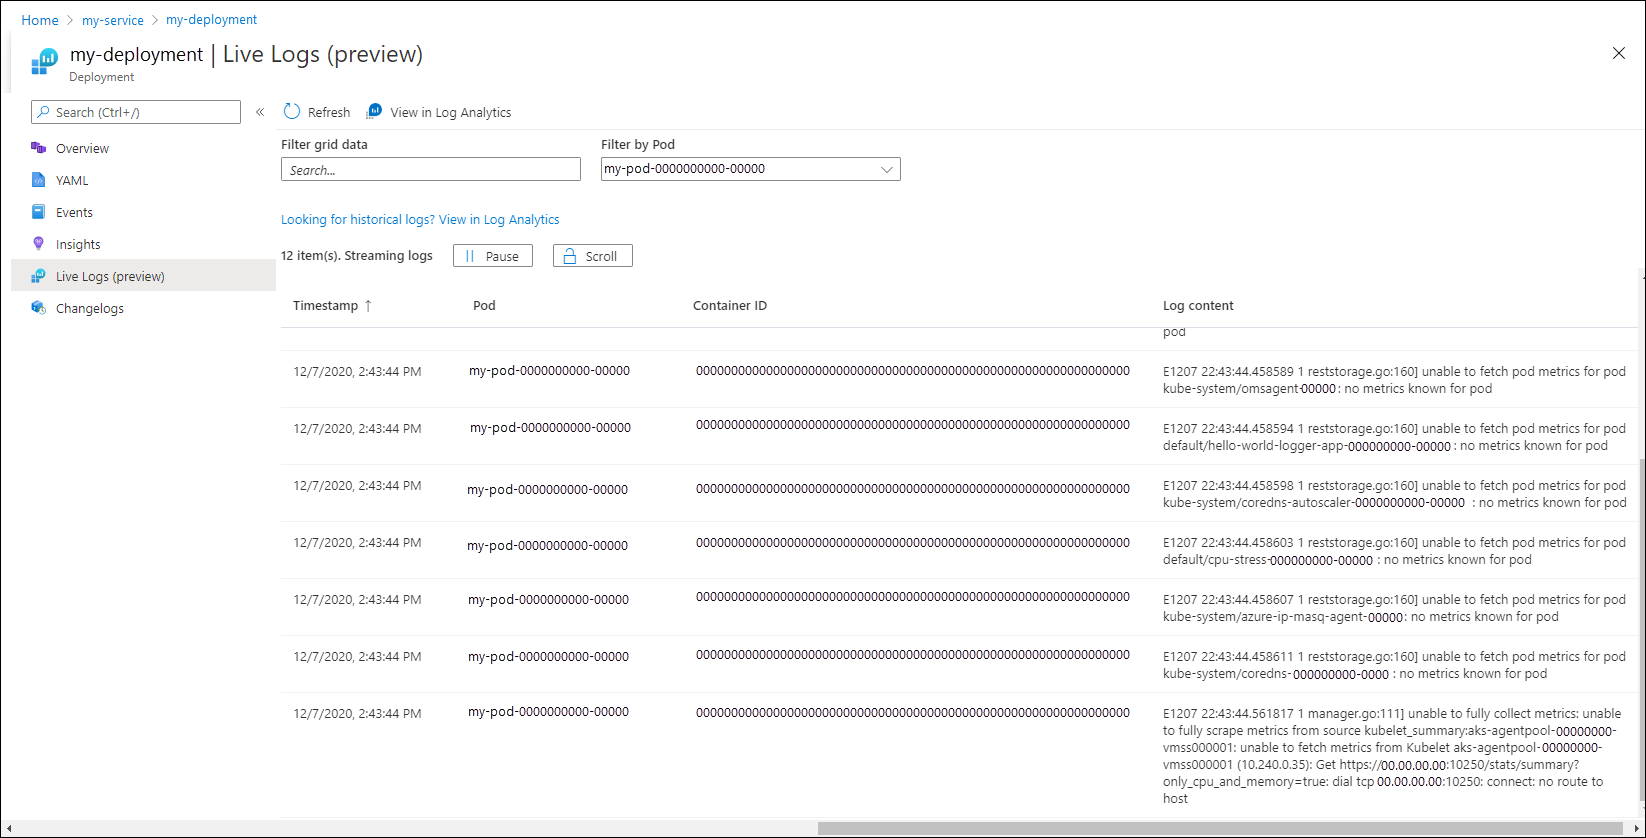 Home > my-service > my-deployment
my-deployment | Live Logs (preview)
Deployment
Search (Ctrl+/)
«
Refresh
View in Log Analytics
Overview
YAML
Events
Insights
Live Logs (preview)
Changelogs
Filter grid data
Filter by Pod
Search...
my-pod-0000000000-00000
Looking for historical logs? View in Log Analytics
12 item(s). Streaming logs
Pause
Scroll
Timestamp ↑ Pod Container ID Log content
pod
12/7/2020, 2:43:44 PM my-pod-0000000000-00000 00000000000000000000000000000000000000000000000000000000000000 E1207 22:43:44.458589 1 reststorage.go:160] unable to fetch pod metrics for pod
kube-system/omsagent-00000: no metrics known for pod
12/7/2020, 2:43:44 PM my-pod-0000000000-00000 00000000000000000000000000000000000000000000000000000000000000 E1207 22:43:44.458594 1 reststorage.go:160] unable to fetch pod metrics for pod
default/hello-world-logger-app-000000000-00000 : no metrics known for pod
12/7/2020, 2:43:44 PM my-pod-0000000000-00000 00000000000000000000000000000000000000000000000000000000000000 E1207 22:43:44.458598 1 reststorage.go:160] unable to fetch pod metrics for pod
kube-system/coredns-autoscaler-0000000000-00000 : no metrics known for pod
12/7/2020, 2:43:44 PM my-pod-0000000000-00000 00000000000000000000000000000000000000000000000000000000000000 E1207 22:43:44.458603 1 reststorage.go:160] unable to fetch pod metrics for pod
default/cpu-stress-000000000-00000 : no metrics known for pod
12/7/2020, 2:43:44 PM my-pod-0000000000-00000 00000000000000000000000000000000000000000000000000000000000000 E1207 22:43:44.458607 1 reststorage.go:160] unable to fetch pod metrics for pod
kube-system/azure-ip-masq-agent-00000: no metrics known for pod
12/7/2020, 2:43:44 PM my-pod-0000000000-00000 00000000000000000000000000000000000000000000000000000000000000 E1207 22:43:44.458611 1 reststorage.go:160] unable to fetch pod metrics for pod
kube-system/coredns-000000000-0000 : no metrics known for pod
12/7/2020, 2:43:44 PM my-pod-0000000000-00000 00000000000000000000000000000000000000000000000000000000000000 E1207 22:43:44.561817 1 manager.go:111] unable to fully collect metrics: unable
to fully scrape metrics from source kubelet_summary:aks-agentpool-00000000-
vmss000001: unable to fetch metrics from Kubelet aks-agentpool-00000000-
vmss000001 (10.240.0.35): Get https://00.00.00.00:10250/stats/summary?
only_cpu_and_memory=true: dial tcp 00.00.00.00:10250: connect: no route to
host